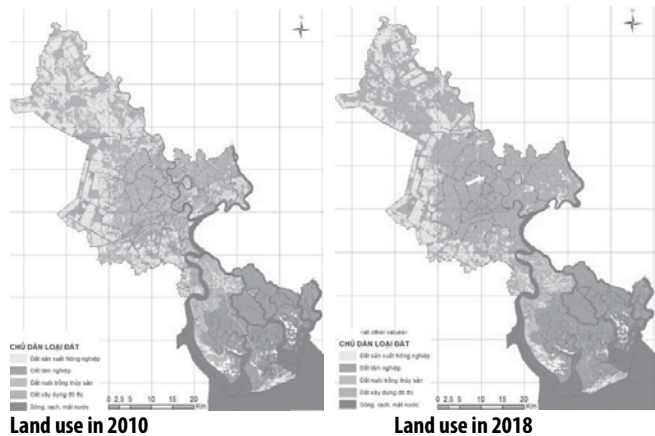 CHÚ DẪN LOẠI ĐẤT
Đất sản xuất Nông nghiệp
Đất lâm nghiệp
Đất nuôi trồng thủy sản
Đất xây dựng đô thị
Sông, rạch, mặt nước
0 2,5 5 10 15 20
Km
Land use in 2010
<all other values>
CHÚ DẪN LOẠI ĐẤT
Đất sản xuất Nông nghiệp
Đất lâm nghiệp
Đất nuôi trồng thủy sản
Đất xây dựng đô thị
Sông, rạch, mặt nước
0 2,5 5 10 15 20
Km
Land use in 2018